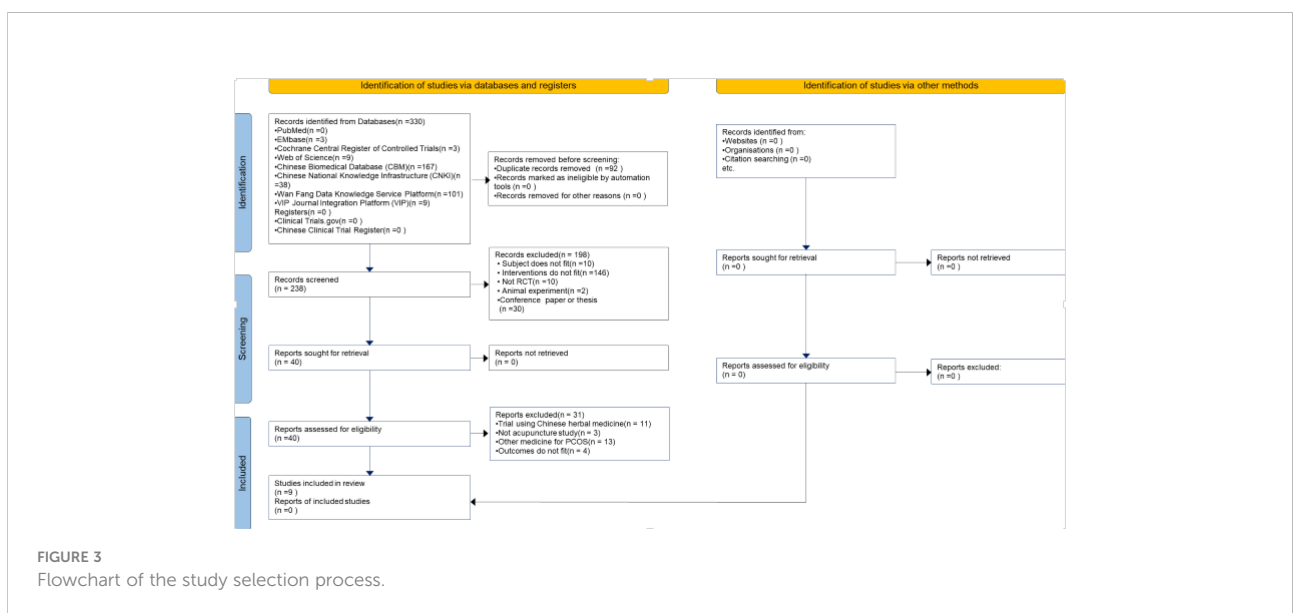 Identification of studies via databases and registers
Identification of studies via other methods
Identification
Records identified from Databases(n =330)
•PubMed(n =0)
•EMbase(n =3)
•Cochrane Central Register of Controlled Trials(n =3)
•Web of Science(n =9)
•Chinese Biomedical Database (CBM)(n =167)
•Chinese National Knowledge Infrastructure (CNKI)(n
=38)
•Wan Fang Data Knowledge Service Platform(n =101)
•VIP Journal Integration Platform (VIP)(n =9)
Registers(n =0 )
•Clinical Trials.gov(n =0 )
•Chinese Clinical Trial Register(n =0 )
Records removed before screening:
•Duplicate records removed (n =92 )
•Records marked as ineligible by automation
tools (n =0 )
•Records removed for other reasons (n =0 )
Records identified from:
•Websites (n =0 )
•Organisations (n =0 )
•Citation searching (n =0)
etc.
Screening
Records screened
(n = 238)
Records excluded(n = 198)
• Subject does not fit(n =10)
• Interventions do not fit(n =146)
• Not RCT(n =10)
• Animal experiment(n =2)
•Conference paper or thesis
(n =30)
Reports sought for retrieval
(n =0 )
Reports not retrieved
(n =0 )
Reports sought for retrieval
(n = 40)
Reports not retrieved
(n = 0)
Reports assessed for eligibility
(n = 0)
Reports excluded:
(n =0 )
Reports assessed for eligibility
(n =40)
Reports excluded(n = 31)
•Trial using Chinese herbal medicine(n = 11)
•Not acupuncture study(n = 3)
•Other medicine for PCOS(n = 13)
•Outcomes do not fit(n = 4)
Included
Studies included in review
(n =9 )
Reports of included studies
(n =0 )
FIGURE 3
Flowchart of the study selection process.